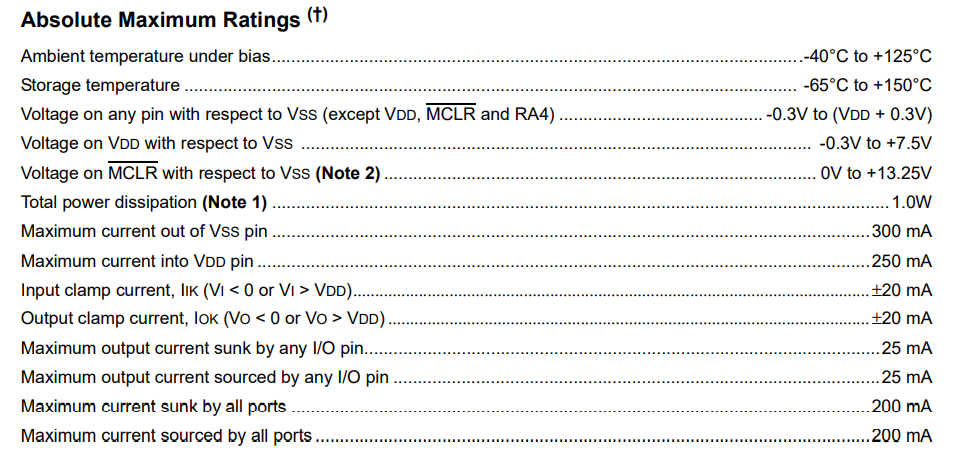 Absolute Maximum Ratings (†)
Ambient temperature under bias................................................................................................................-40°C to +125°C
Storage temperature .............................................................................................................................. -65°C to +150°C
Voltage on any pin with respect to VSS (except VDD, MCLR and RA4) .......................................... -0.3V to (VDD + 0.3V)
Voltage on VDD with respect to VSS ............................................................................................................ -0.3V to +7.5V
Voltage on MCLR with respect to VSS (Note 2) ............................................................................................. 0V to +13.25V
Total power dissipation (Note 1) ...............................................................................................................................1.0W
Maximum current out of VSS pin ...........................................................................................................................300 mA
Maximum current into VDD pin ..............................................................................................................................250 mA
Input clamp current, IIK (VI < 0 or VI > VDD)...................................................................................................................... ±20 mA
Output clamp current, IOK (VO < 0 or VO > VDD) ............................................................................................................. ±20 mA
Maximum output current sunk by any I/O pin..........................................................................................................25 mA
Maximum output current sourced by any I/O pin ....................................................................................................25 mA
Maximum current sunk by all ports ......................................................................................................................200 mA
Maximum current sourced by all ports ..................................................................................................................200 mA